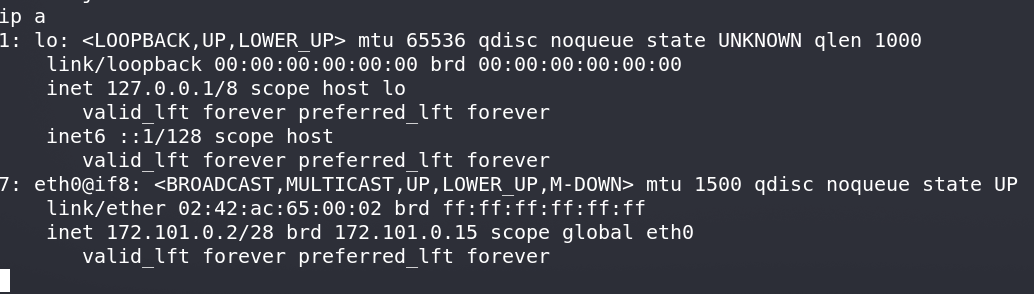 ip a
1: lo: <LOOPBACK,UP,LOWER_UP> mtu 65536 qdisc noqueue state UNKNOWN qlen 1000
link/loopback 00:00:00:00:00:00 brd 00:00:00:00:00:00
inet 127.0.0.1/8 scope host lo
valid_lft forever preferred_lft forever
inet6 ::1/128 scope host
valid_lft forever preferred_lft forever
7: eth0@if8: <BROADCAST,MULTICAST,UP,LOWER_UP,M-DOWN> mtu 1500 qdisc noqueue state UP
link/ether 02:42:ac:65:00:02 brd ff:ff:ff:ff:ff:ff
inet 172.101.0.2/28 brd 172.101.0.15 scope global eth0
valid_lft forever preferred_lft forever